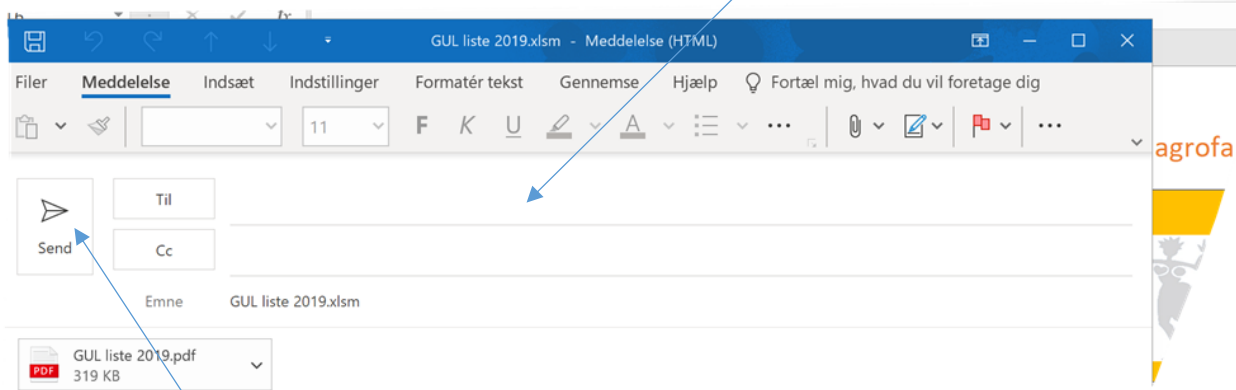 GUL liste 2019.xlsm - Meddelelse (HTML)
Filer Meddelelse Indsæt Indstillinger Formatér tekst Gennemse Hjælp Fortæl mig, hvad du vil foretage dig
11 F K U A
agrofa
Til
Send
Cc
Emne GUL liste 2019.xlsm
GUL liste 2019.pdf
PDF
319 KB